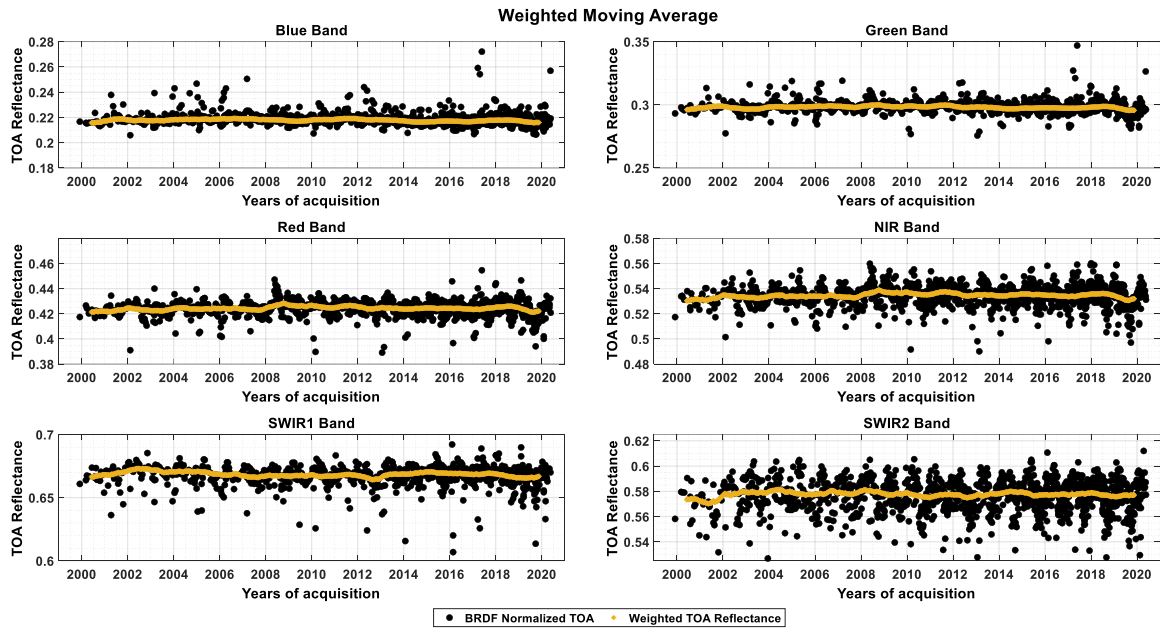 Weighted Moving Average
Blue Band
TOA Reflectance
0.28
0.26
0.24
0.22
0.2
0.18
2000 2002 2004 2006 2008 2010 2012 2014 2016 2018 2020
Years of acquisition
Green Band
TOA Reflectance
0.35
0.3
0.25
2000 2002 2004 2006 2008 2010 2012 2014 2016 2018 2020
Years of acquisition
Red Band
TOA Reflectance
0.46
0.44
0.42
0.4
0.38
2000 2002 2004 2006 2008 2010 2012 2014 2016 2018 2020
Years of acquisition
NIR Band
TOA Reflectance
0.58
0.56
0.54
0.52
0.5
0.48
2000 2002 2004 2006 2008 2010 2012 2014 2016 2018 2020
Years of acquisition
SWIR1 Band
TOA Reflectance
0.7
0.65
0.6
2000 2002 2004 2006 2008 2010 2012 2014 2016 2018 2020
Years of acquisition
SWIR2 Band
TOA Reflectance
0.62
0.6
0.58
0.56
0.54
2000 2002 2004 2006 2008 2010 2012 2014 2016 2018 2020
Years of acquisition
BRDF Normalized TOA Weighted TOA Reflectance